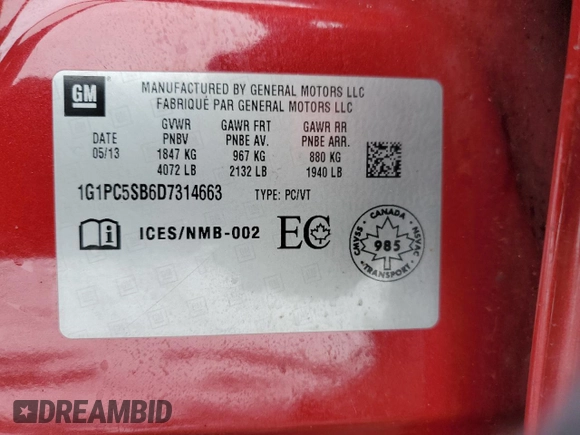 GM
MANUFACTURED BY GENERAL MOTORS LLC
FABRIQUÉ PAR GENERAL MOTORS LLC
DATE
05/13
GVWR
PNBV
1847 KG
4072 LB
GAWR FRT
PNBE AV.
967 KG
2132 LB
GAWR RR
PNBE ARR.
880 KG
1940 LB
1G1PC5SB6D7314663 TYPE: PC/VT
i ICES/NMB-002 EC
CANADA
CMVSS 985 NSVAC
TRANSPORT
DREAMBID